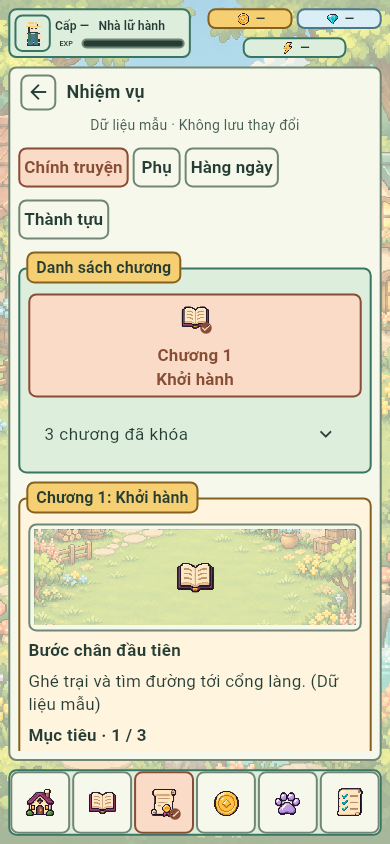 Cấp — Nhà lữ hành
EXP
—
—
—
Nhiệm vụ
Dữ liệu mẫu · Không lưu thay đổi
Chính truyện
Phụ
Hàng ngày
Thành tựu
Danh sách chương
Chương 1
Khởi hành
3 chương đã khóa
Chương 1: Khởi hành
Bước chân đầu tiên
Ghé trại và tìm đường tới cổng làng. (Dữ
liệu mẫu)
Mục tiêu · 1 / 3